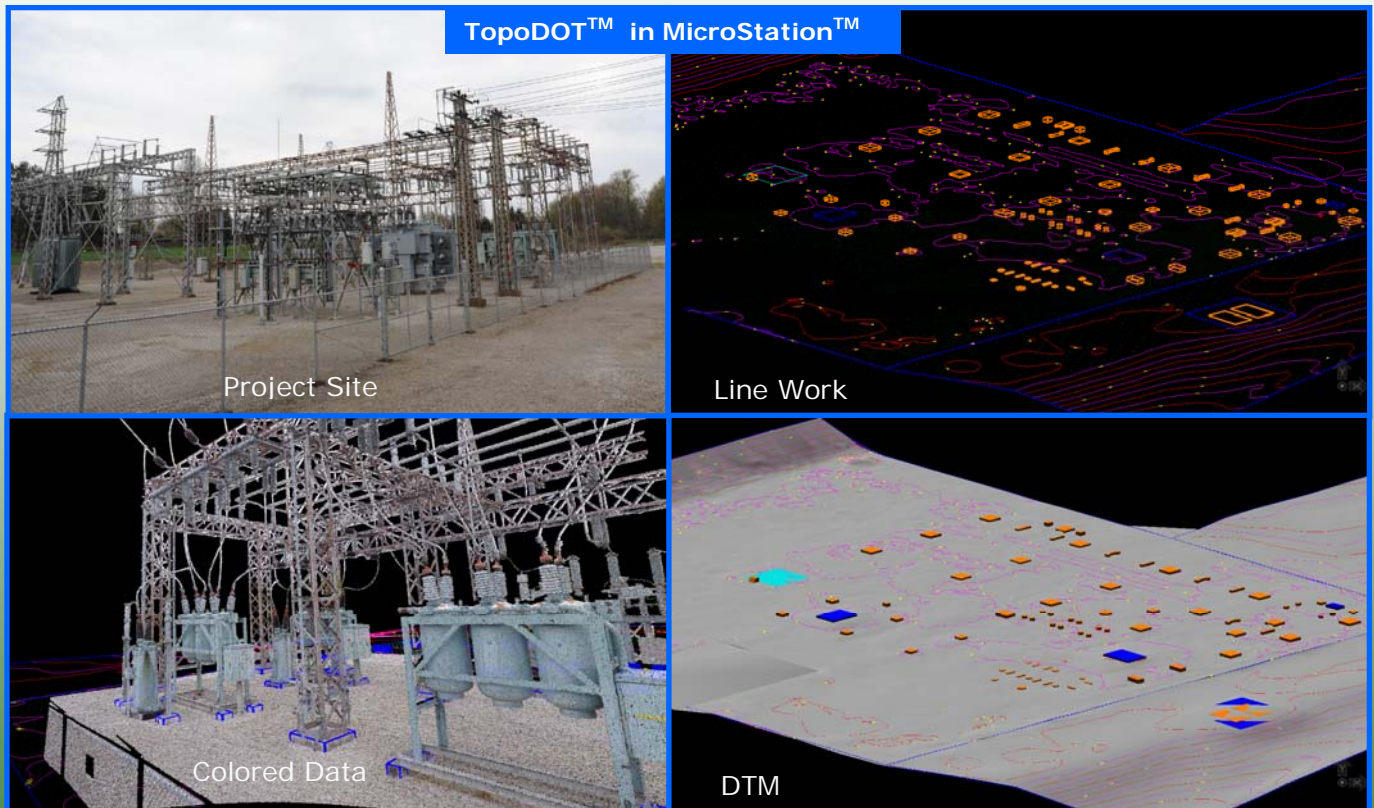 TopoDOT™ in MicroStation™
Project Site
Line Work
Colored Data
DTM